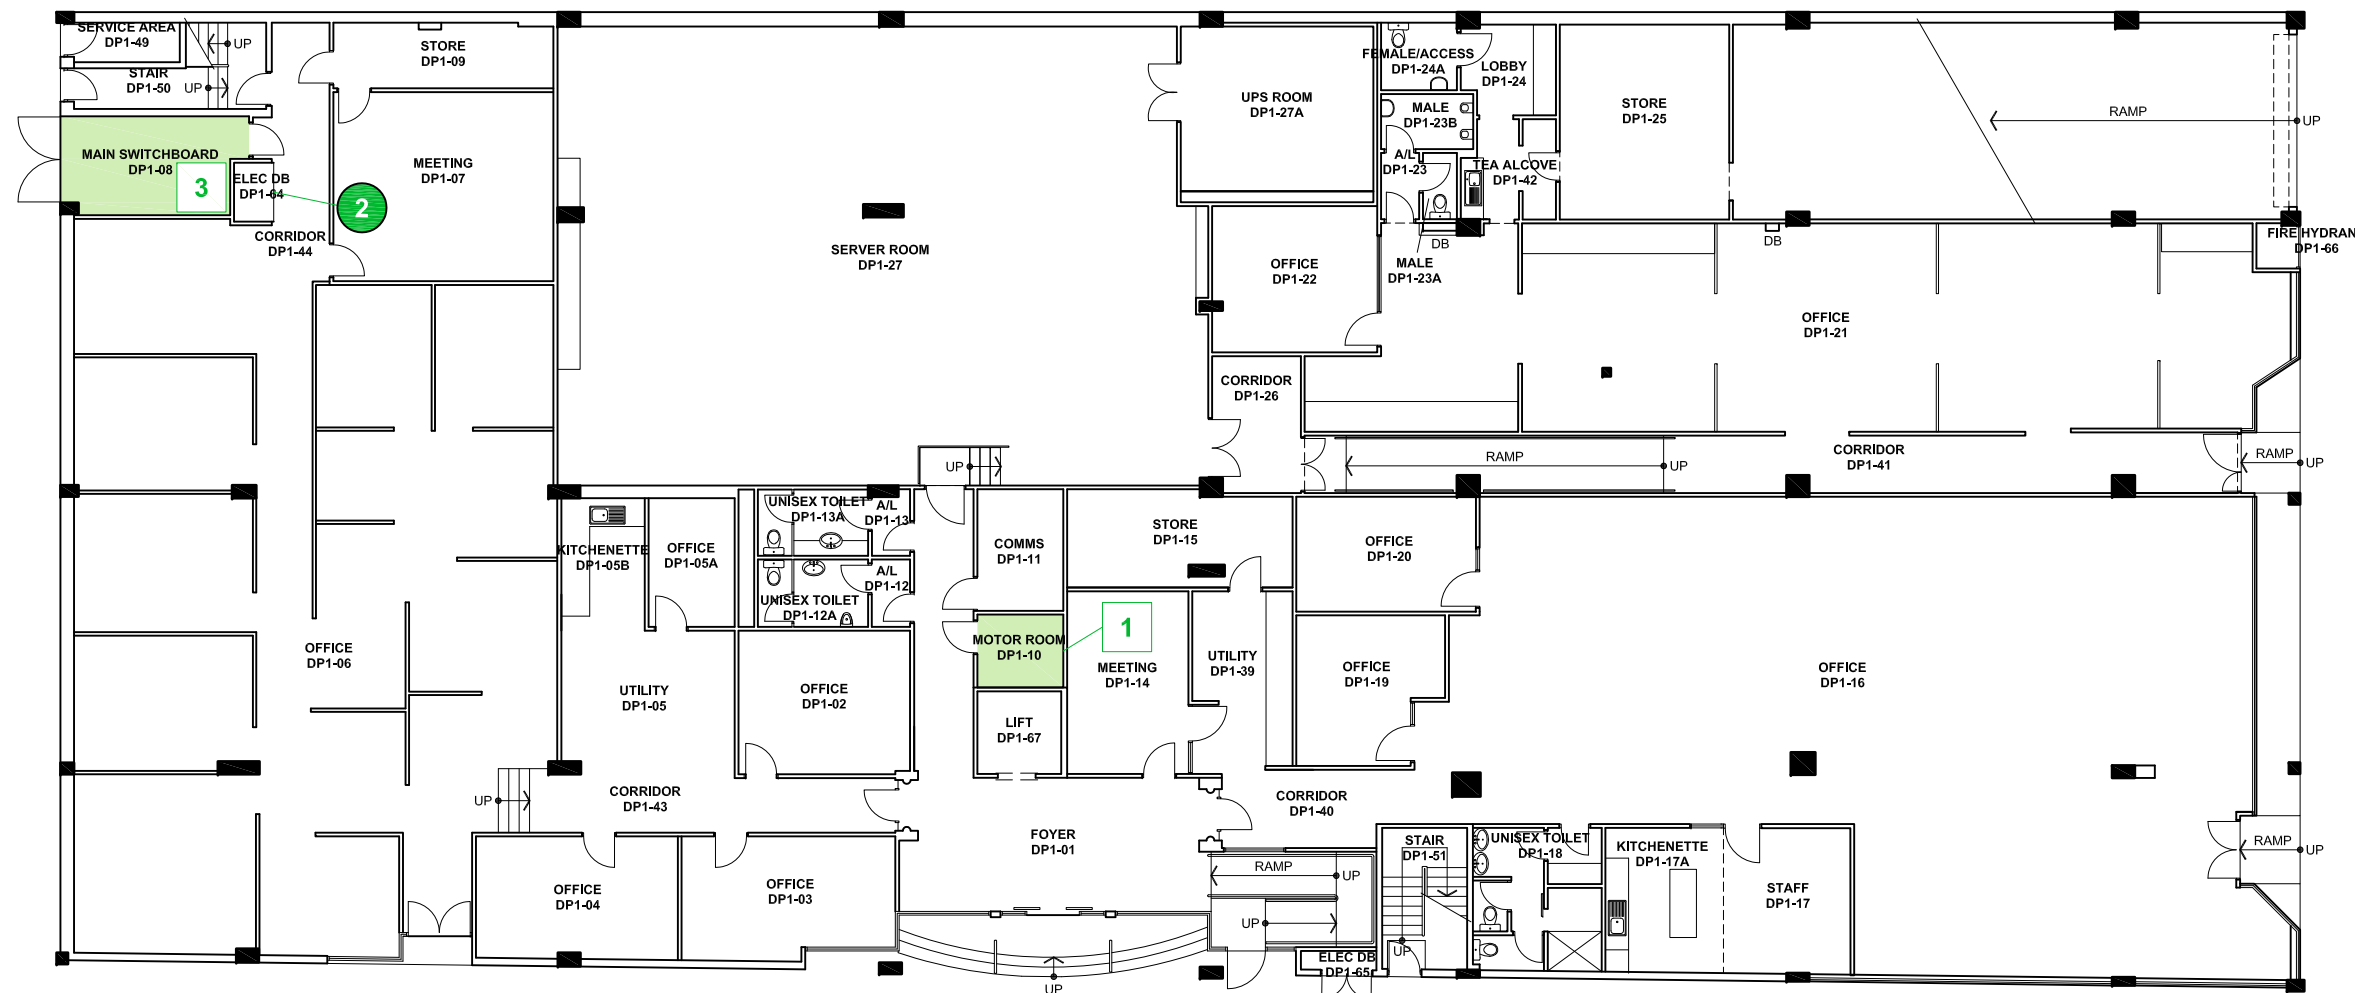 SERVICE AREA
DP1-49
UP
STAIR
DP1-50
UP
STORE
DP1-09
MAIN SWITCHBOARD
DP1-08
3
ELEC DB
DP1-64
2
MEETING
DP1-07
CORRIDOR
DP1-44
SERVER ROOM
DP1-27
UP
UPS ROOM
DP1-27A
FEMALE/ACCESS
DP1-24A
LOBBY
DP1-24
MALE
DP1-23B
A/L
DP1-23
TEA ALCOVE
DP1-42
STORE
DP1-25
RAMP
UP
DB
MALE
DP1-23A
DB
FIRE HYDRAN
DP1-66
OFFICE
DP1-22
OFFICE
DP1-21
CORRIDOR
DP1-26
RAMP
UP
CORRIDOR
DP1-41
RAMP
UP
KITCHENETTE
DP1-05B
OFFICE
DP1-05A
UNISEX TOILET
DP1-13A
A/L
DP1-13
UNISEX TOILET
DP1-12A
A/L
DP1-12
COMMS
DP1-11
STORE
DP1-15
OFFICE
DP1-20
MOTOR ROOM
DP1-10
1
MEETING
DP1-14
UTILITY
DP1-39
OFFICE
DP1-19
OFFICE
DP1-16
OFFICE
DP1-06
UTILITY
DP1-05
OFFICE
DP1-02
LIFT
DP1-67
UP
CORRIDOR
DP1-43
CORRIDOR
DP1-40
FOYER
DP1-01
OFFICE
DP1-04
OFFICE
DP1-03
RAMP
UP
UP
UP
STAIR
DP1-51
UP
ELEC DB
DP1-65
UNISEX TOILET
DP1-18
KITCHENETTE
DP1-17A
STAFF
DP1-17
RAMP
UP